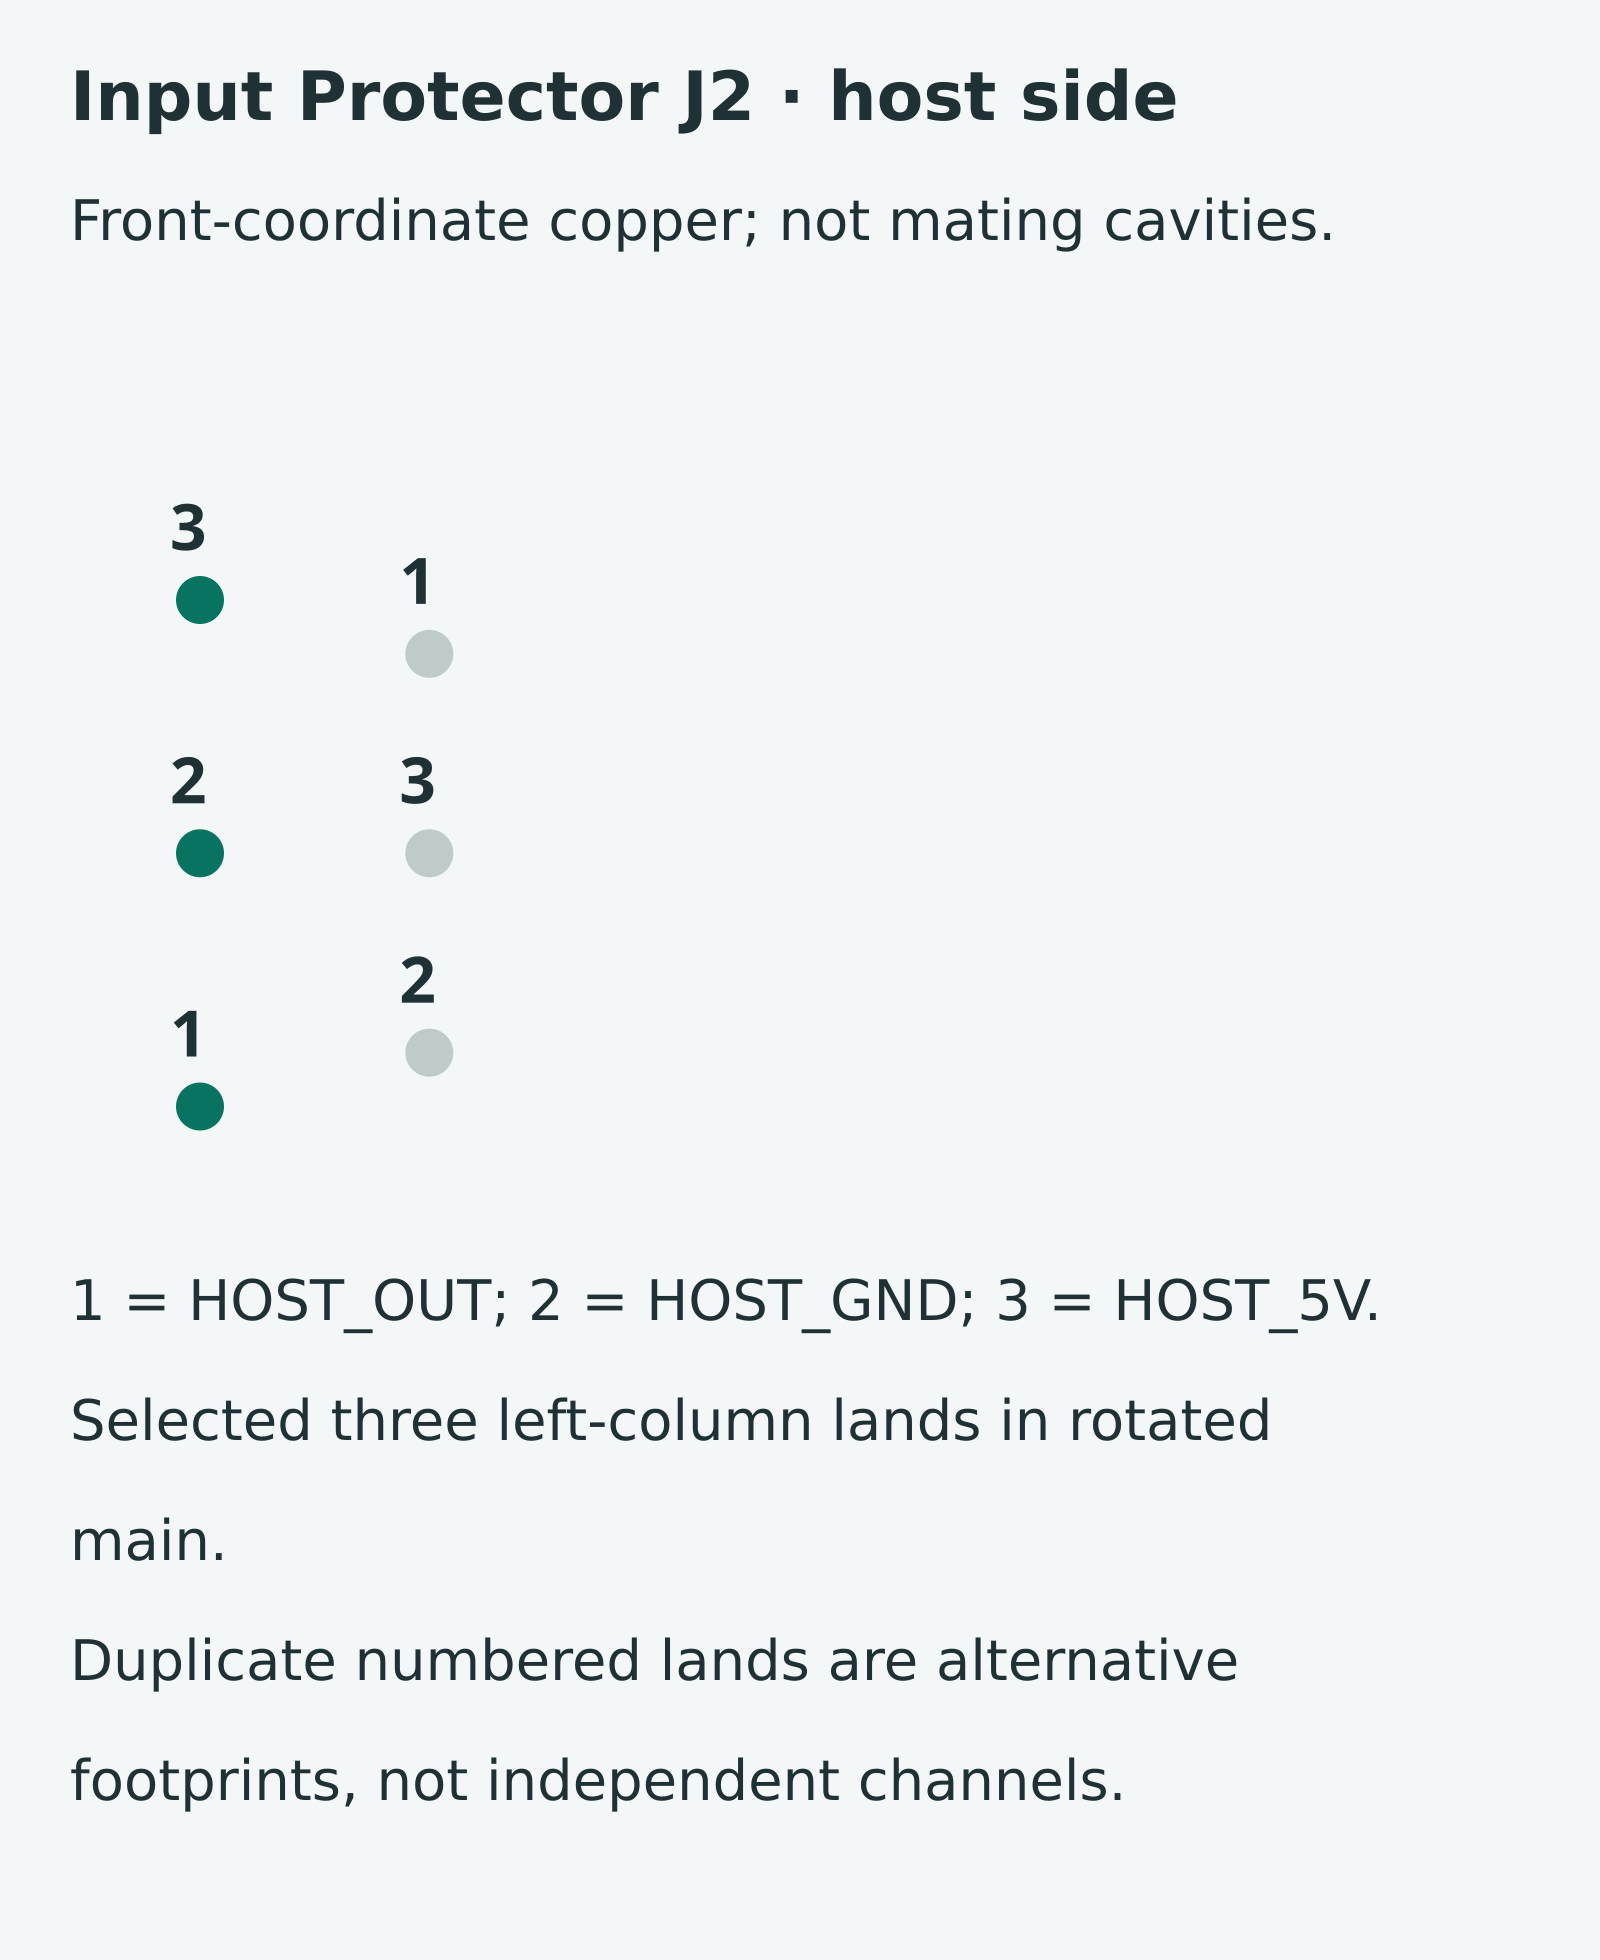 Input Protector J2 · host side
Front-coordinate copper; not mating cavities.
3
1
2
3
2
1
1 = HOST_OUT; 2 = HOST_GND; 3 = HOST_5V.
Selected three left-column lands in rotated
main.
Duplicate numbered lands are alternative
footprints, not independent channels.